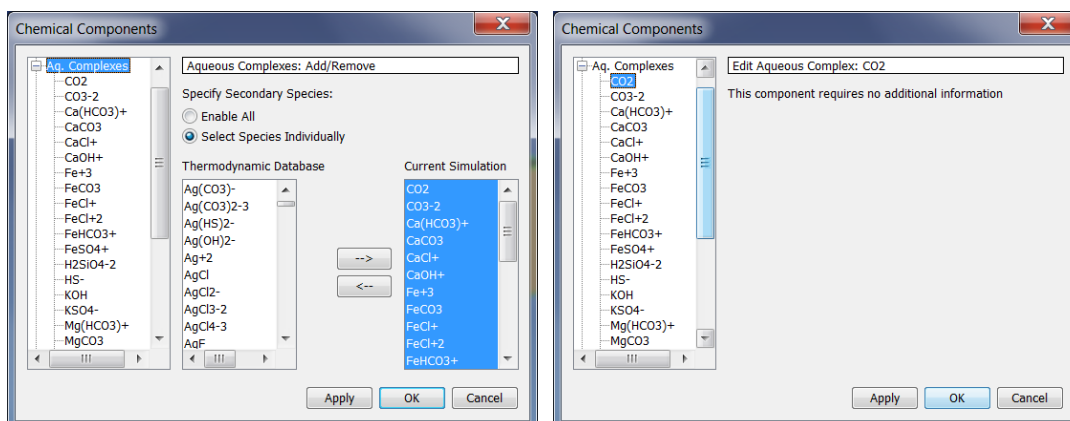 Chemical Components
Aq. Complexes
CO2
CO3-2
Ca(HCO3)+
CaCO3
CaCl+
CaOH+
Fe+3
FeCO3
FeCl+
FeCl+2
FeHCO3+
FeSO4+
H2SiO4-2
HS-
KOH
KSO4-
Mg(HCO3)+
MgCO3
Aqueous Complexes: Add/Remove
Specify Secondary Species:
Enable All
Select Species Individually
Thermodynamic Database
Ag(CO3)-
Ag(CO3)2-3
Ag(HS)2-
Ag(OH)2-
Ag+2
AgCl
AgCl2-
AgCl3-2
AgCl4-3
AgF
-->
<--
Current Simulation
CO2
CO3-2
Ca(HCO3)+
CaCO3
CaCl+
CaOH+
Fe+3
FeCO3
FeCl+
FeCl+2
FeHCO3+
Apply OK Cancel
Chemical Components
Aq. Complexes
CO2
CO3-2
Ca(HCO3)+
CaCO3
CaCl+
CaOH+
Fe+3
FeCO3
FeCl+
FeCl+2
FeHCO3+
FeSO4+
H2SiO4-2
HS-
KOH
KSO4-
Mg(HCO3)+
MgCO3
Edit Aqueous Complex: CO2
This component requires no additional information
Apply OK Cancel